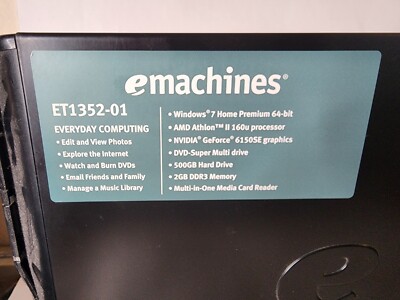 emachines®
ET1352-01
EVERYDAY COMPUTING
• Edit and View Photos
• Explore the Internet
• Watch and Burn DVDs
• Email Friends and Family
• Manage a Music Library
• Windows® 7 Home Premium 64-bit
• AMD Athlon™ II 160u processor
• NVIDIA® GeForce® 6150SE graphics
• DVD-Super Multi drive
• 500GB Hard Drive
• 2GB DDR3 Memory
• Multi-in-One Media Card Reader